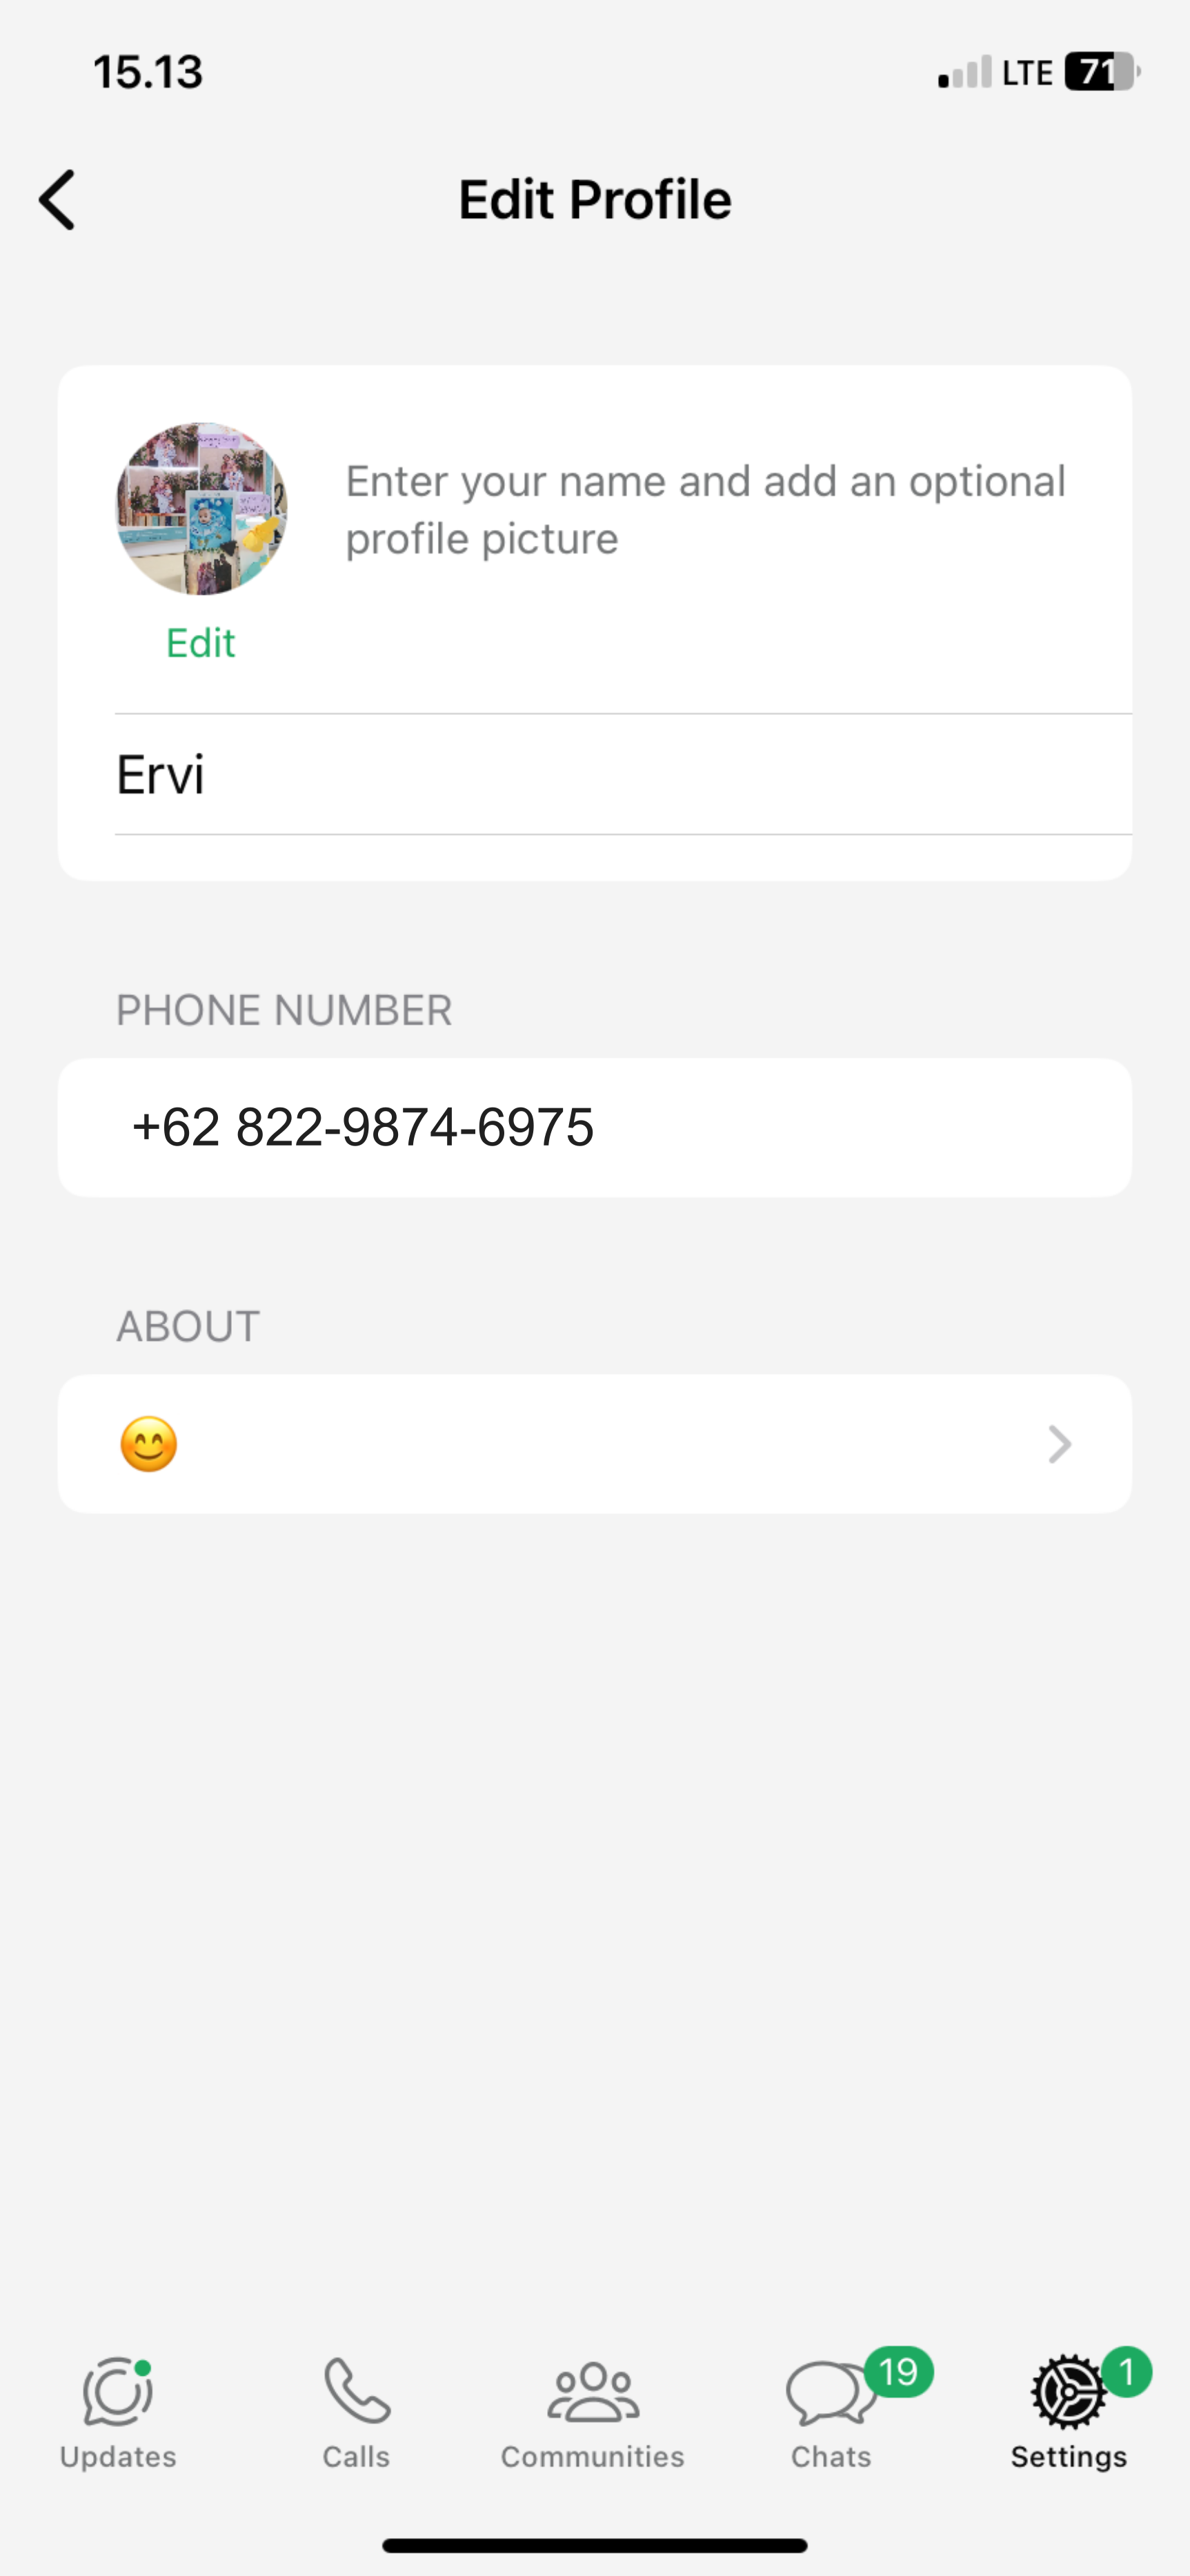 15.13
LTE 71
Edit Profile
Enter your name and add an optional
profile picture
Edit
Ervi
PHONE NUMBER
+62 822-9874-6975
ABOUT
😊
19
1
Updates
Calls
Communities
Chats
Settings